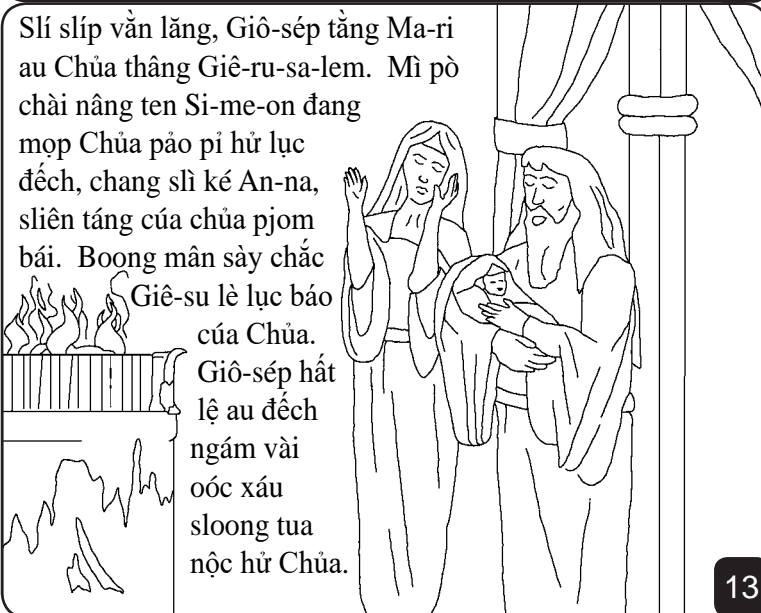 Slí slíp vằn lăng, Giô-sép tằng Ma-ri
au Chủa thâng Giê-ru-sa-lem. Mì pò
chài nâng ten Si-me-on đang
mọp Chủa pảo pỉ hử lục
đếch, chang slì ké An-na,
sliên táng cúa chủa pjom
bái. Boong mân sày chắc
Giê-su lè lục báo
cúa Chủa.
Giô-sép hất
lệ au đếch
ngám vài
oóc xáu
sloong tua
nộc hử Chủa.
13